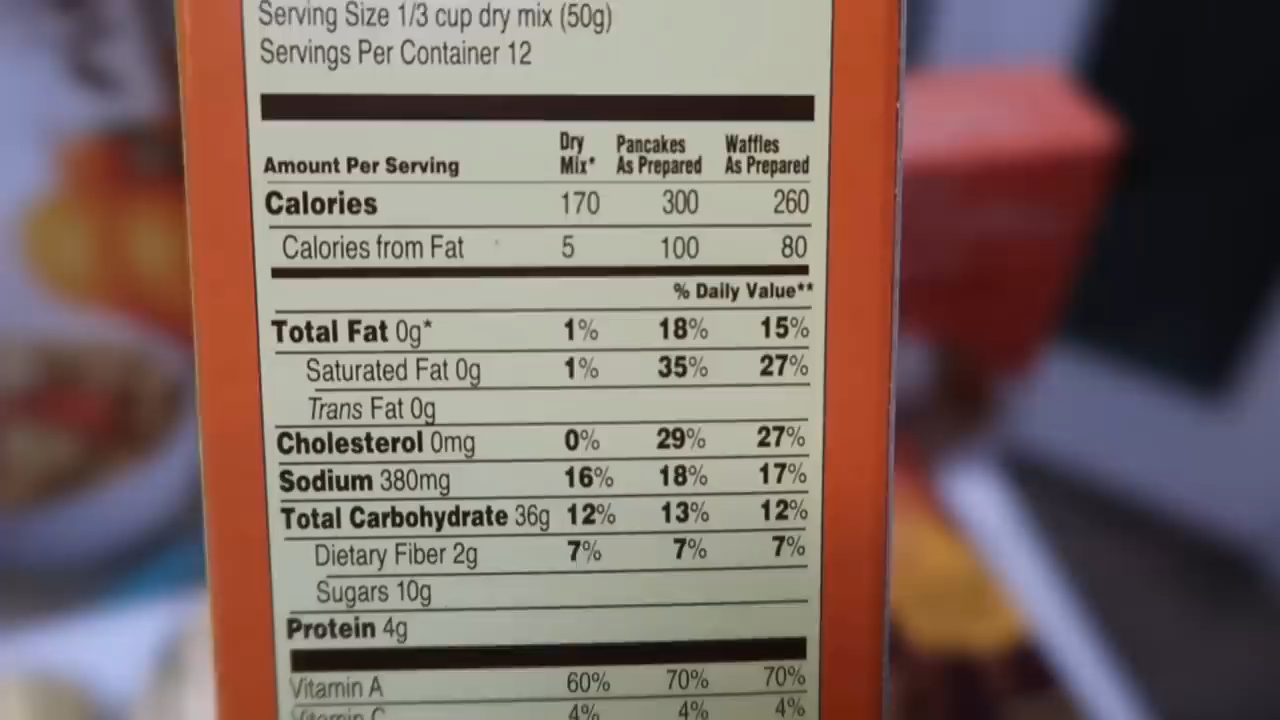 Serving Size 1/3 cup dry mix (50g)
Servings Per Container 12
Amount Per Serving Dry Mix* Pancakes As Prepared Waffles As Prepared
Calories 170 300 260
Calories from Fat 5 100 80
% Daily Value**
Total Fat 0g* 1% 18% 15%
Saturated Fat 0g 1% 35% 27%
Trans Fat 0g
Cholesterol 0mg 0% 29% 27%
Sodium 380mg 16% 18% 17%
Total Carbohydrate 36g 12% 13% 12%
Dietary Fiber 2g 7% 7% 7%
Sugars 10g
Protein 4g
Vitamin A 60% 70% 70%
Vitamin C 4% 4% 4%